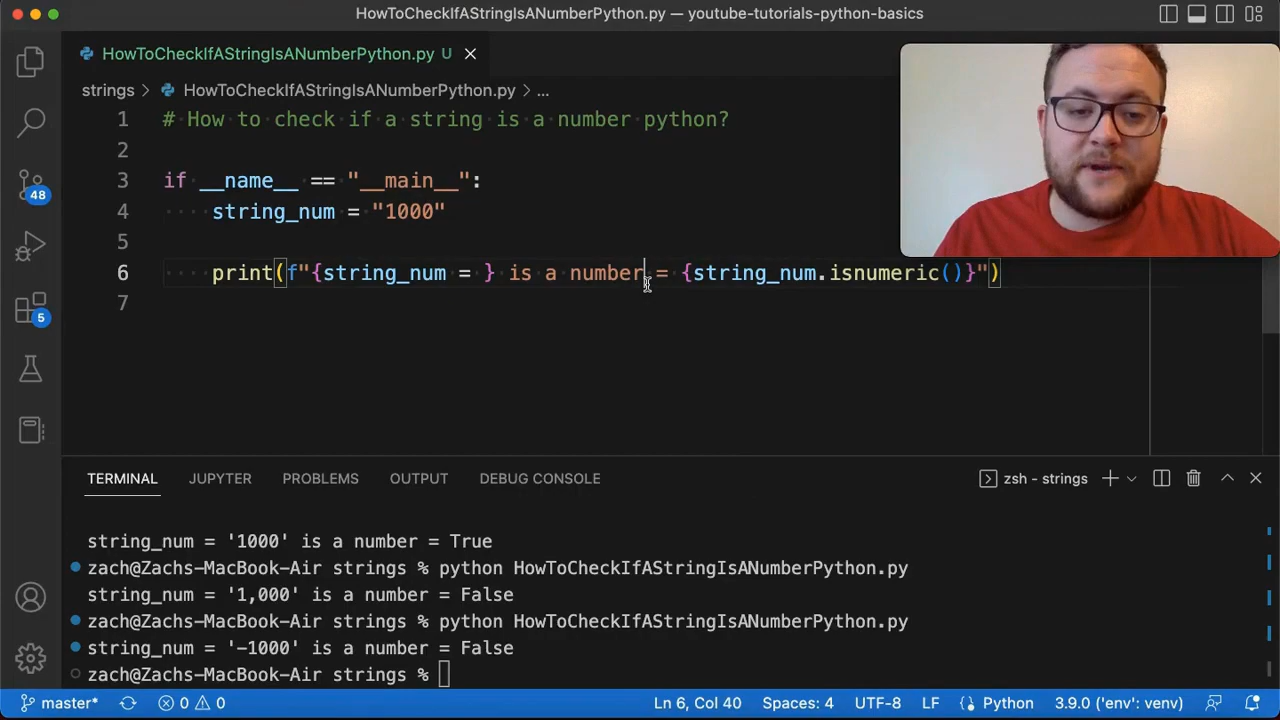 HowToCheckIfAStringIsANumberPython.py — youtube-tutorials-python-basics
HowToCheckIfAStringIsANumberPython.py U
strings > HowToCheckIfAStringIsANumberPython.py > ...
1 # How to check if a string is a number python?
2
3 if __name__ == "__main__":
4 string_num = "1000"
5
6 print(f"{string_num = } is a number = {string_num.isnumeric()}")
7
48
5
TERMINAL JUPYTER PROBLEMS OUTPUT DEBUG CONSOLE zsh - strings
string_num = '1000' is a number = True
zach@Zachs-MacBook-Air strings % python HowToCheckIfAStringIsANumberPython.py
string_num = '1,000' is a number = False
zach@Zachs-MacBook-Air strings % python HowToCheckIfAStringIsANumberPython.py
string_num = '-1000' is a number = False
zach@Zachs-MacBook-Air strings %
master* 0 0 Ln 6, Col 40 Spaces: 4 UTF-8 LF Python 3.9.0 ('env': venv)